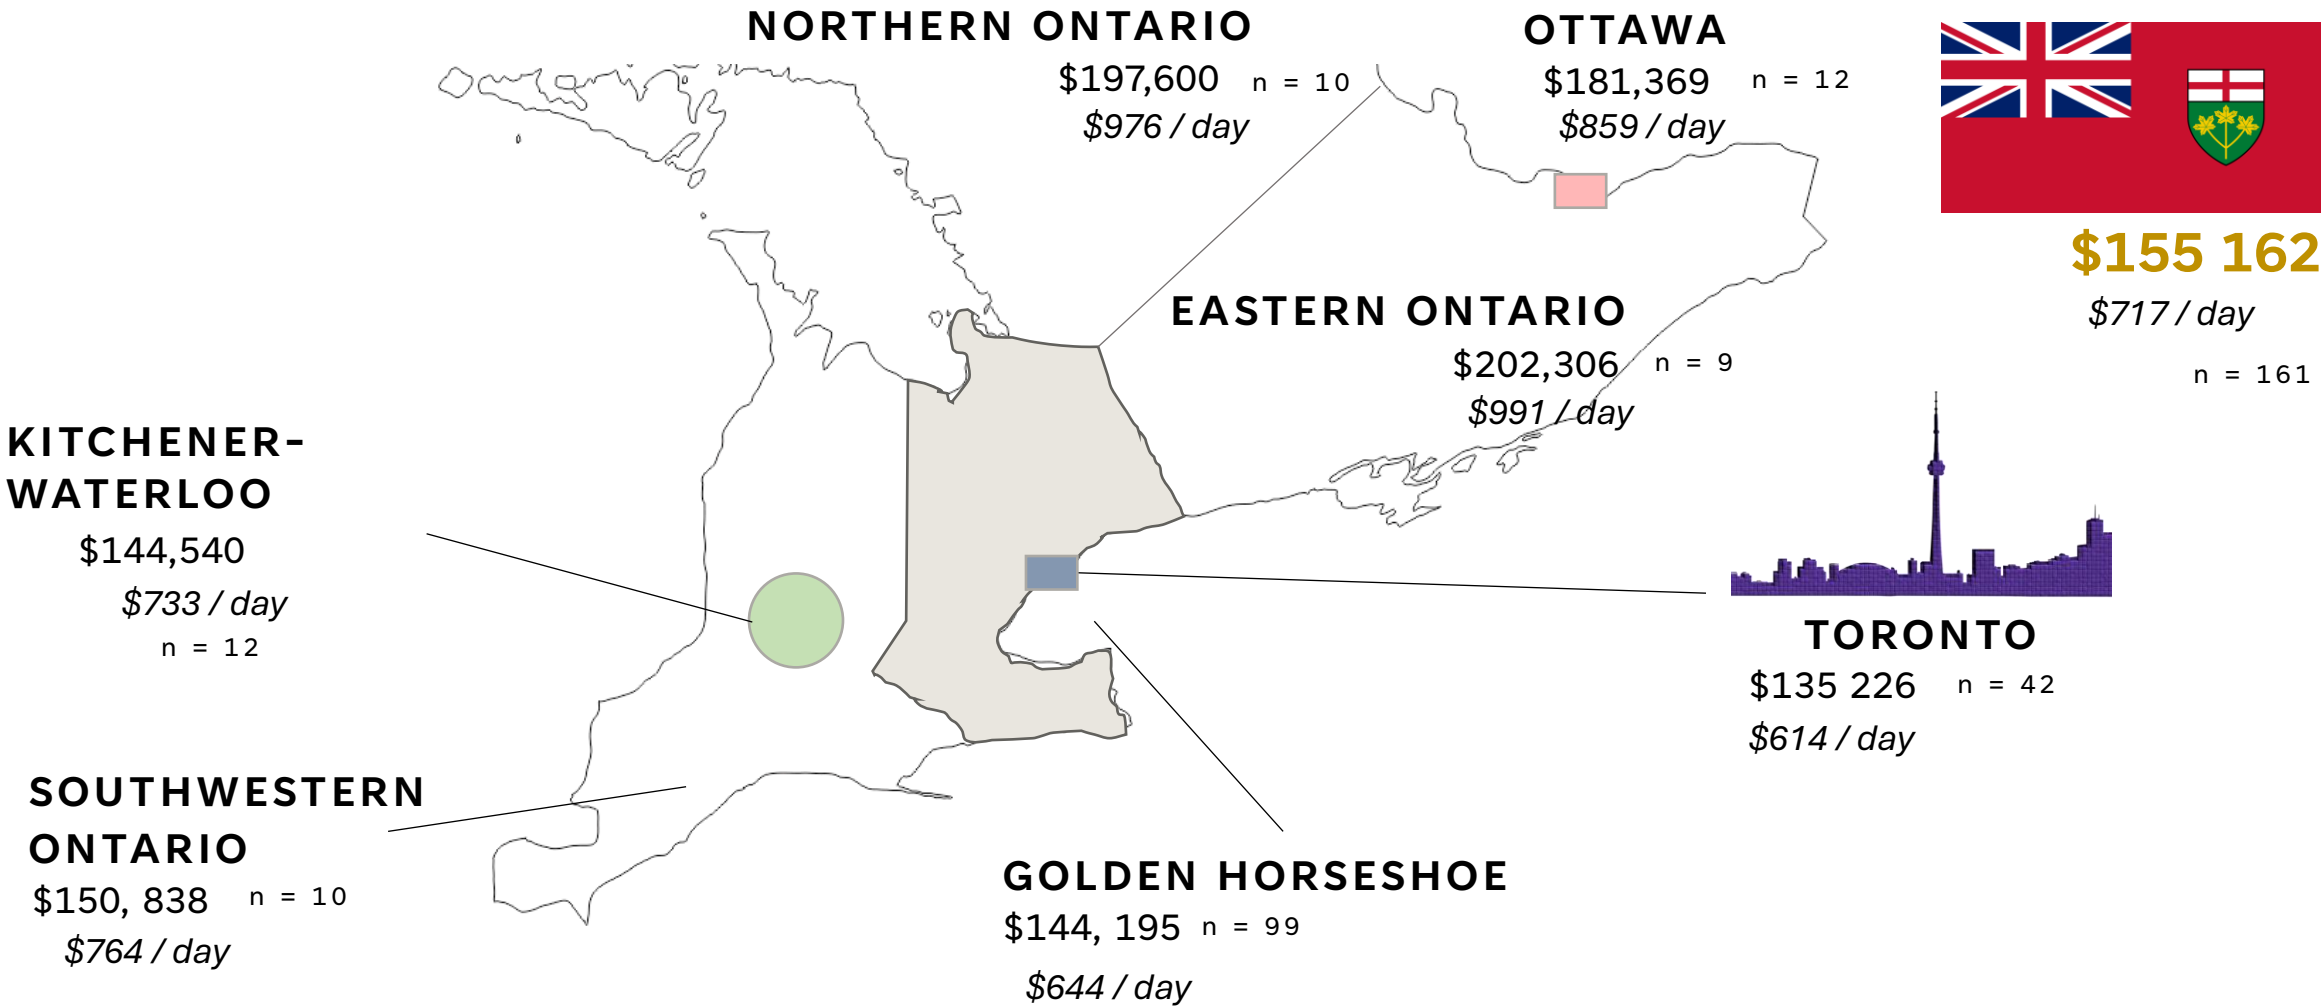 NORTHERN ONTARIO
$197,600 n = 10
$976 / day
OTTAWA
$181,369 n = 12
$859 / day
$155 162
$717 / day
n = 161
EASTERN ONTARIO
$202,306 n = 9
$991 / day
KITCHENER-
WATERLOO
$144,540
$733 / day
n = 12
TORONTO
$135 226 n = 42
$614 / day
SOUTHWESTERN
ONTARIO
$150, 838 n = 10
$764 / day
GOLDEN HORSESHOE
$144, 195 n = 99
$644 / day